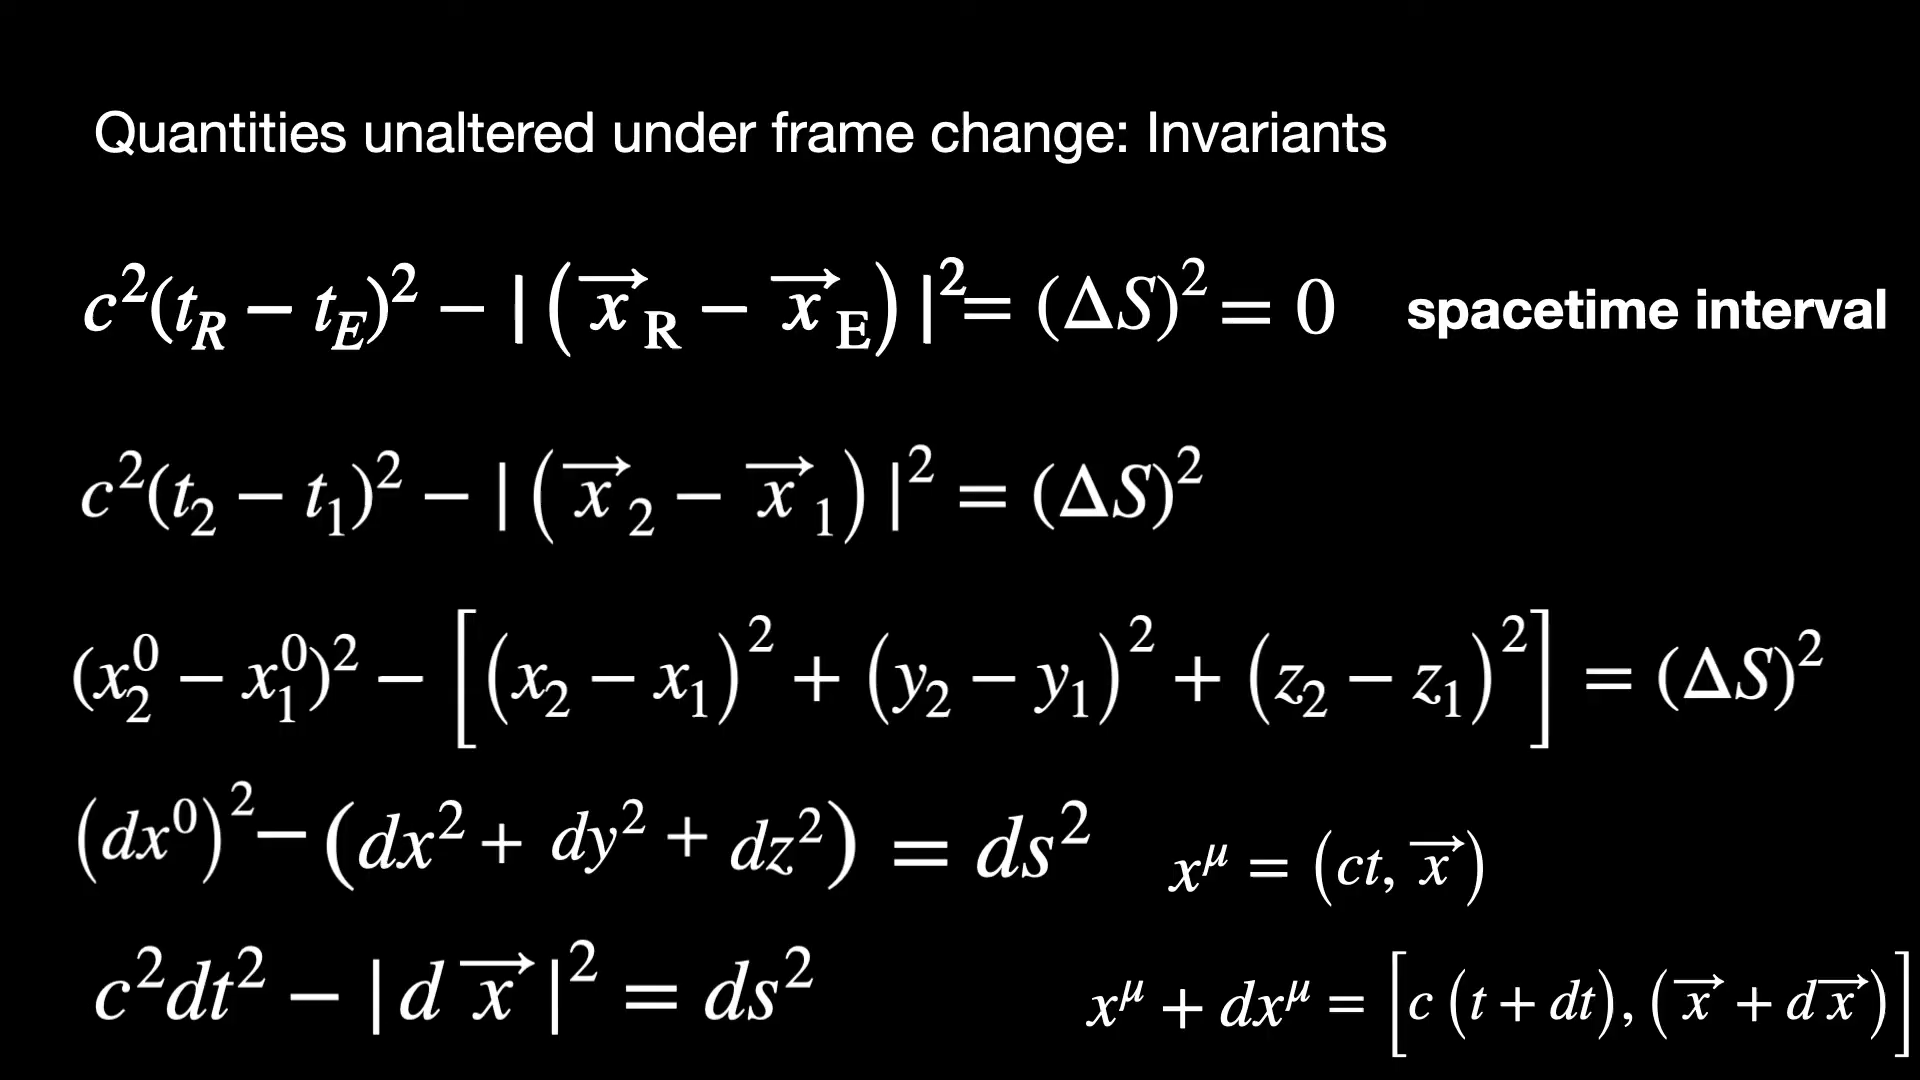 Quantities unaltered under frame change: Invariants
c²(t_R − t_E)² − |(x⃗_R − x⃗_E)|² = (ΔS)² = 0 spacetime interval
c²(t₂ − t₁)² − |(x⃗₂ − x⃗₁)|² = (ΔS)²
(x₂⁰ − x₁⁰)² − [(x₂ − x₁)² + (y₂ − y₁)² + (z₂ − z₁)²] = (ΔS)²
(dx⁰)² − (dx² + dy² + dz²) = ds²
x^μ = (ct, x⃗)
c²dt² − |d x⃗|² = ds²
x^μ + dx^μ = [c (t + dt), (x⃗ + dx⃗)]